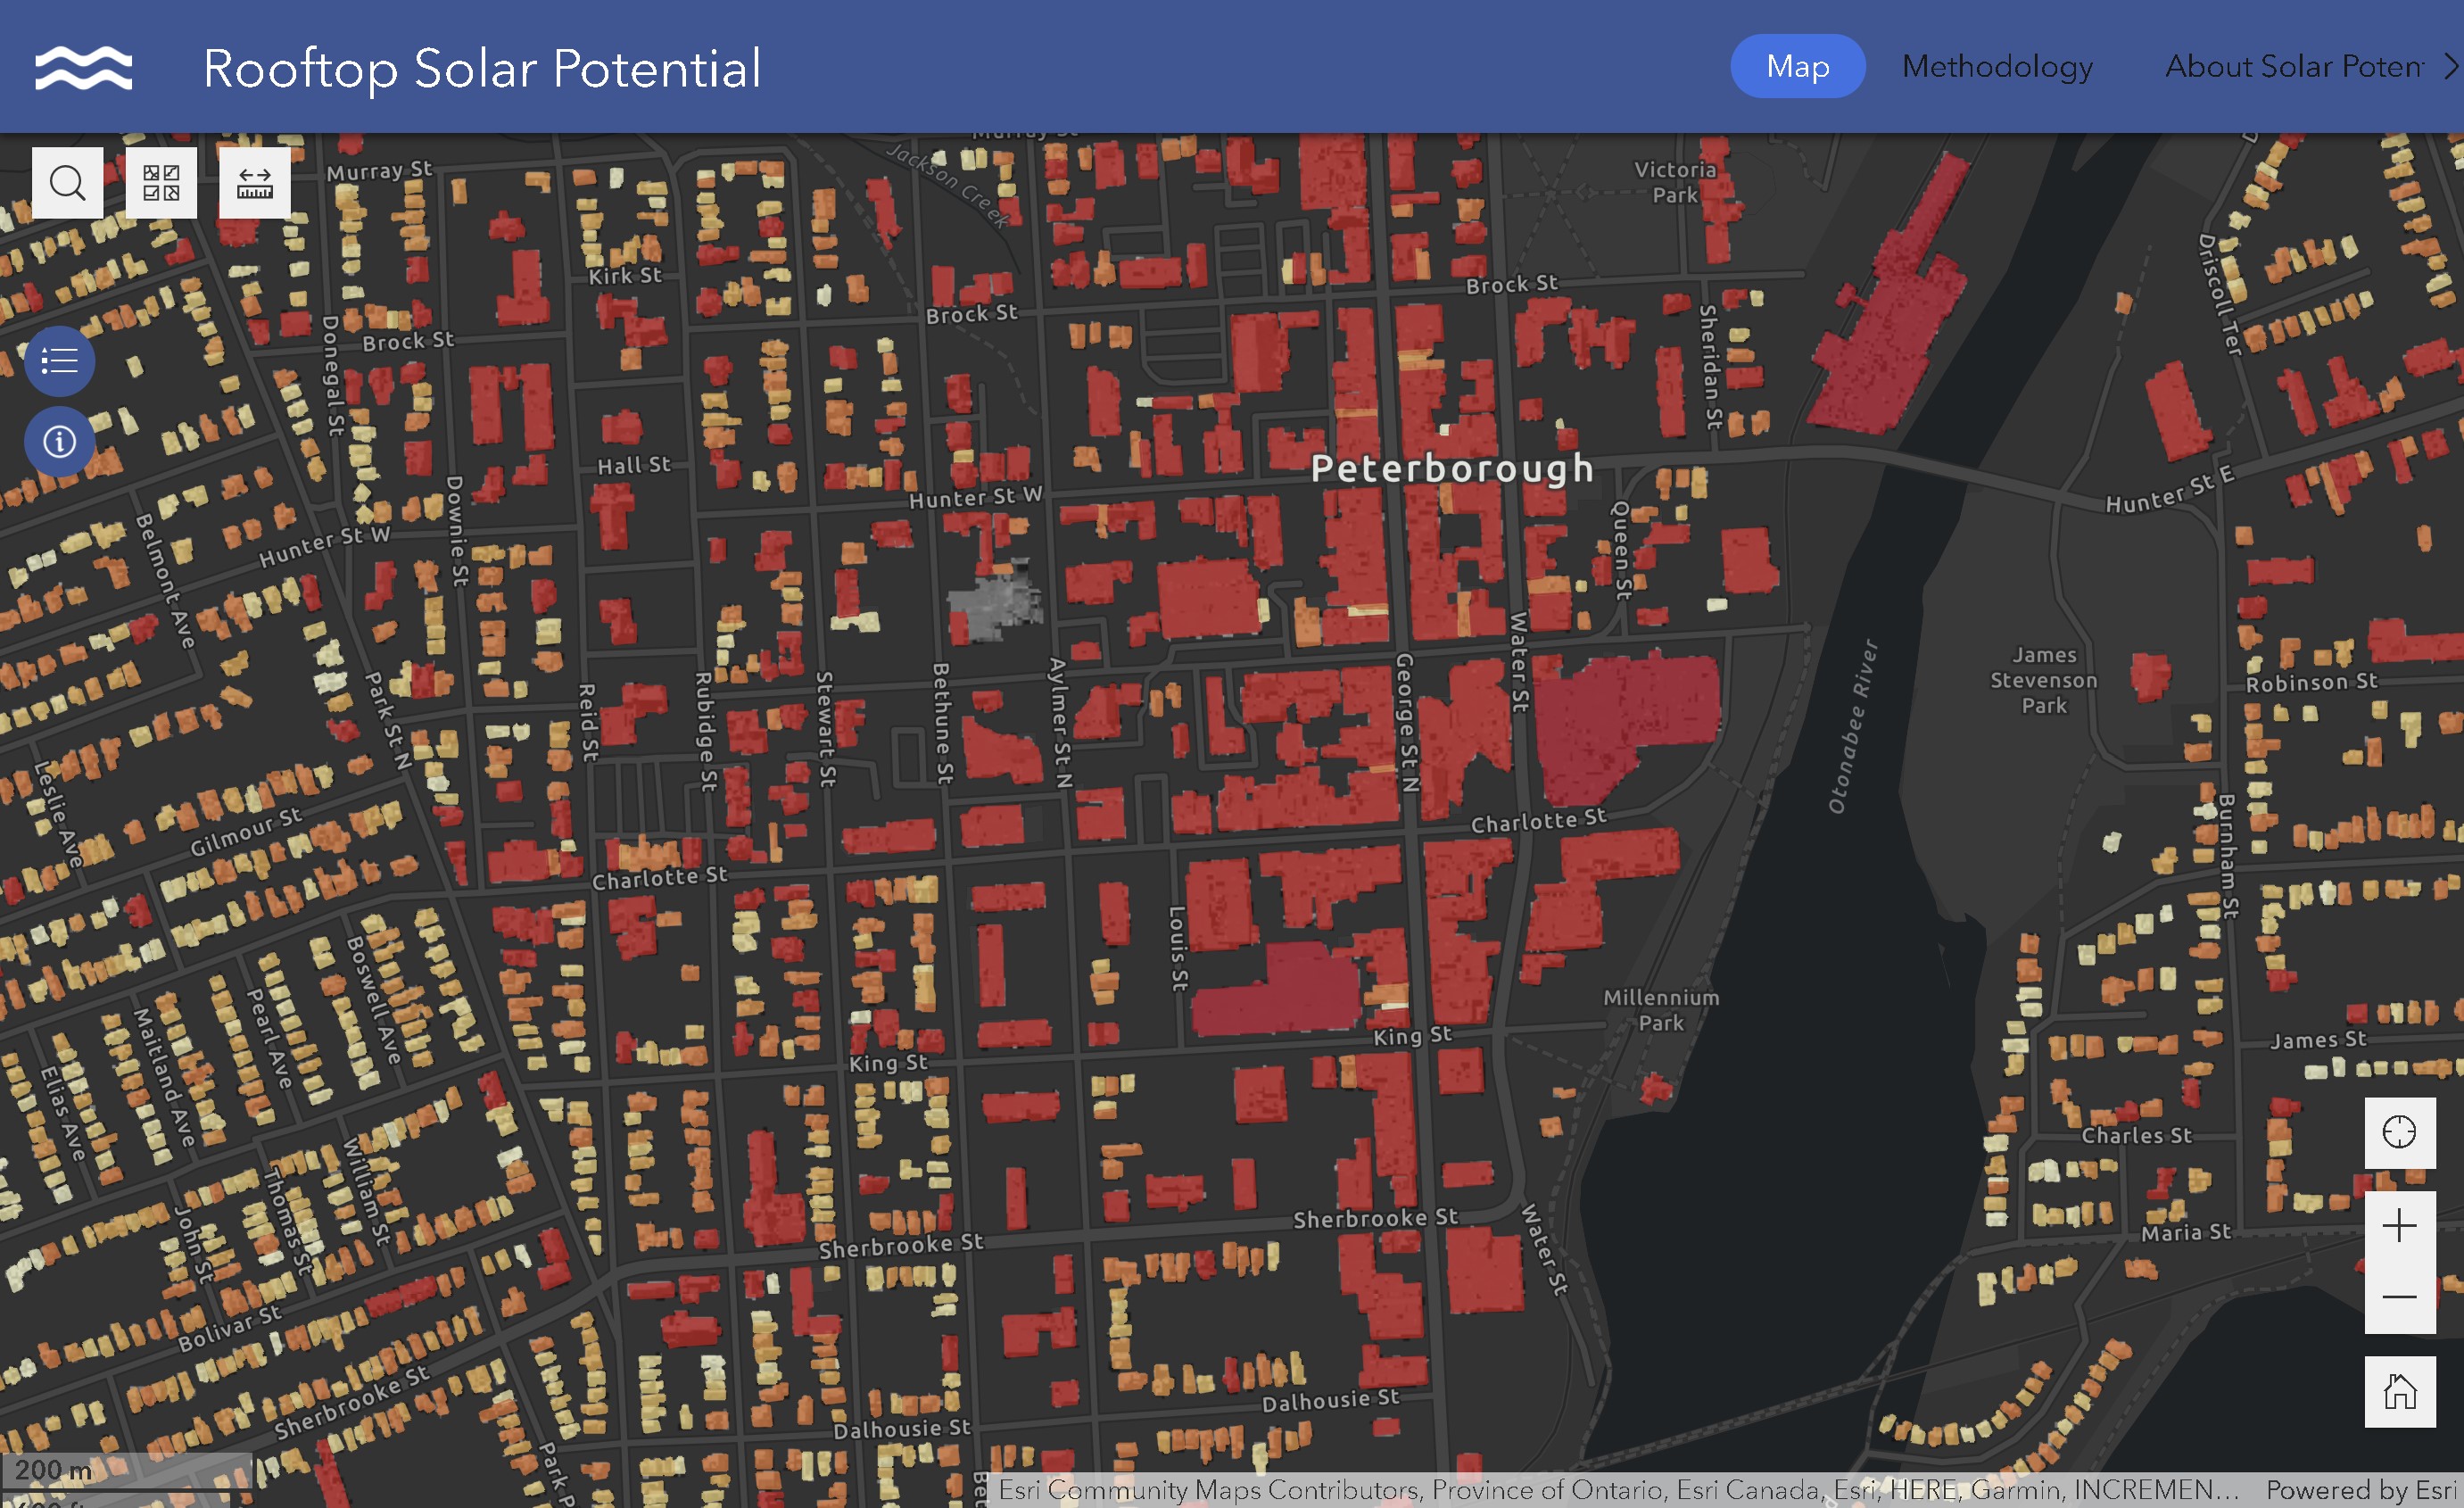 Rooftop Solar Potential
Map
Methodology
About Solar Poten
Murray St
Murray St
Jackson Creek
Victoria
Park
Kirk St
Brock St
Brock St
Brock St
Donegal St
Sheridan St
Driscoll Ter
Hall St
Peterborough
Hunter St W
Hunter St W
Hunter St E
Downie St
Belmont Ave
Queen St
Water St
James
Stevenson
Park
Robinson St
Otonabee River
Park St N
Reid St
Rubidge St
Stewart St
Bethune St
Aylmer St N
George St N
Leslie Ave
Gilmour St
Charlotte St
Charlotte St
Burnham St
Louis St
Boswell Ave
Pearl Ave
Maitland Ave
Elias Ave
Millennium
Park
King St
King St
James St
Charles St
Maria St
William St
Thomas St
John St
Sherbrooke St
Sherbrooke St
Water St
Bolivar St
Sherbrooke St
Dalhousie St
Dalhousie St
Park
200 m
Esri Community Maps Contributors, Province of Ontario, Esri Canada, Esri, HERE, Garmin, INCREMEN...
Powered by Esri